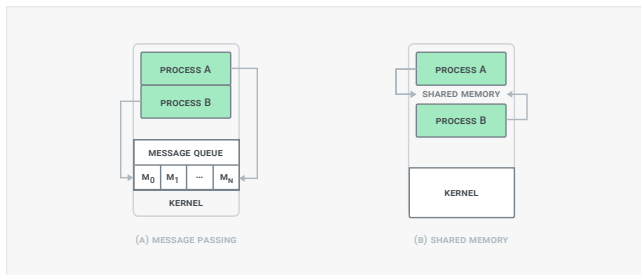 PROCESS A
PROCESS B
MESSAGE QUEUE
M0 M1 ... MN
KERNEL
(A) MESSAGE PASSING
PROCESS A
SHARED MEMORY
PROCESS B
KERNEL
(B) SHARED MEMORY